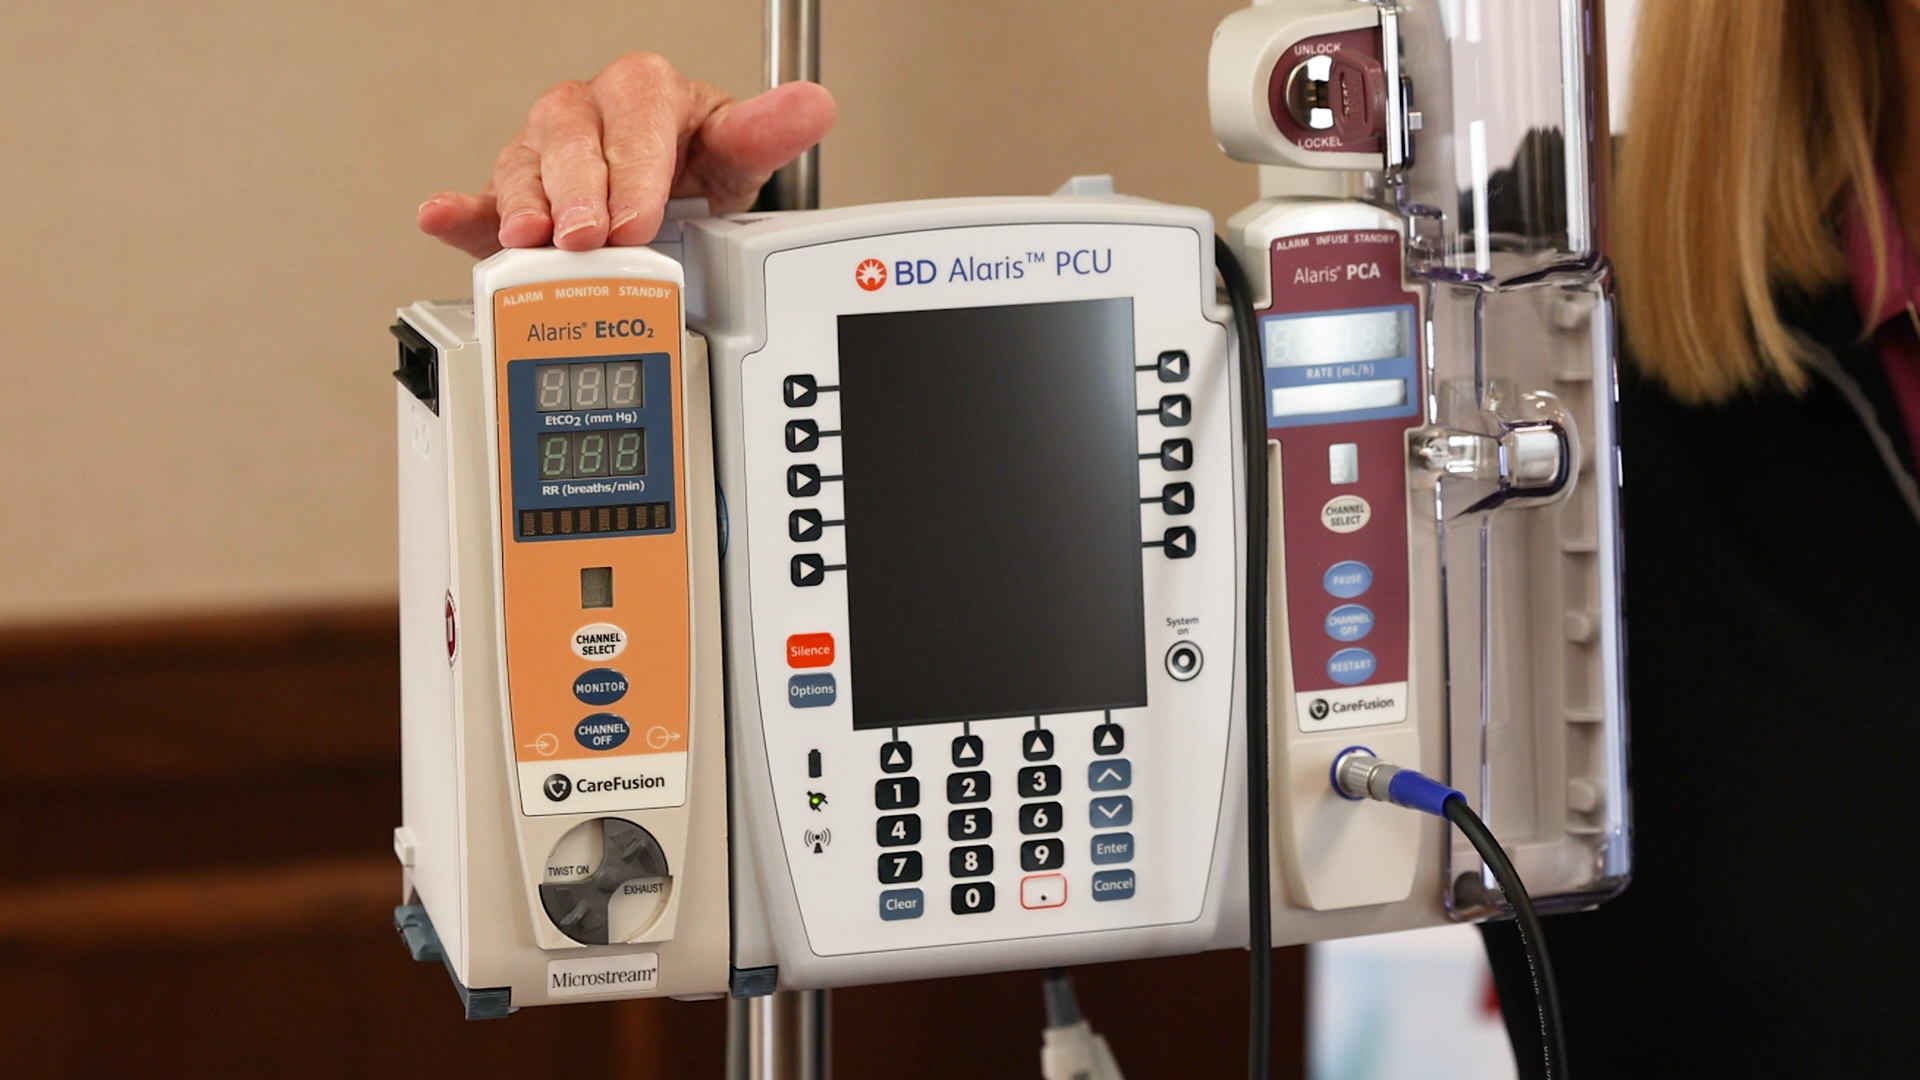 ALARM MONITOR STANDBY
Alaris® EtCO₂
EtCO₂ (mm Hg)
RR (breaths/min)
CHANNEL
SELECT
MONITOR
CHANNEL
OFF
CareFusion
TWIST ON
EXHAUST
Microstream®
BD Alaris™ PCU
Silence
Options
System
on
1 2 3
4 5 6
7 8 9
Clear 0 .
Enter
Cancel
UNLOCK
LOCKED
ALARM INFUSE STANDBY
Alaris® PCA
RATE (mL/h)
CHANNEL
SELECT
PAUSE
CHANNEL
OFF
RESTART
CareFusion